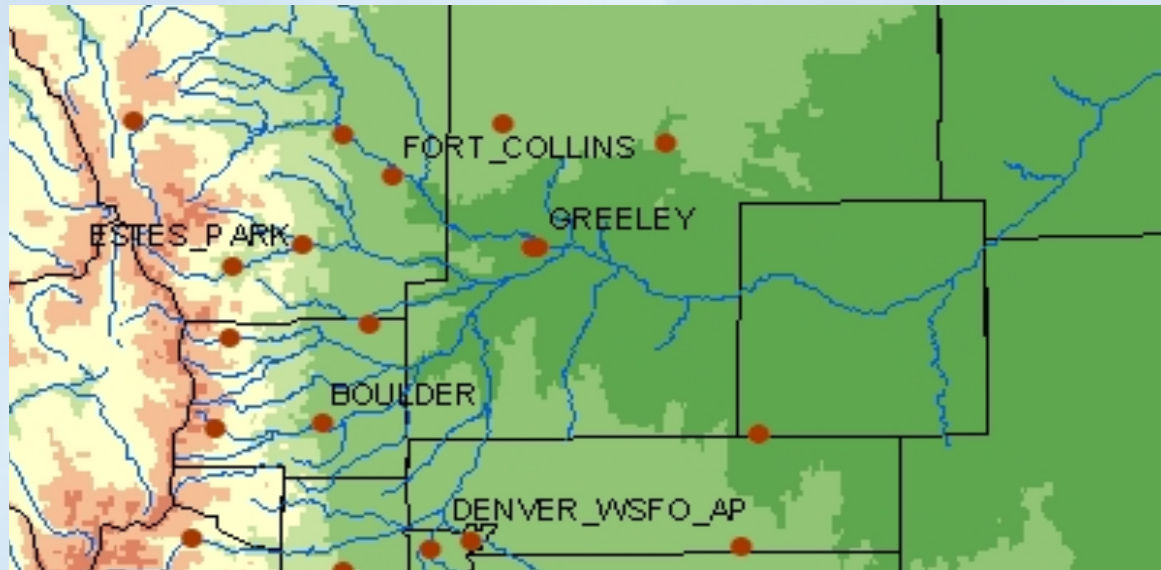 FORT_COLLINS
GREELEY
ESTES_PARK
BOULDER
DENVER_WSFO_AP